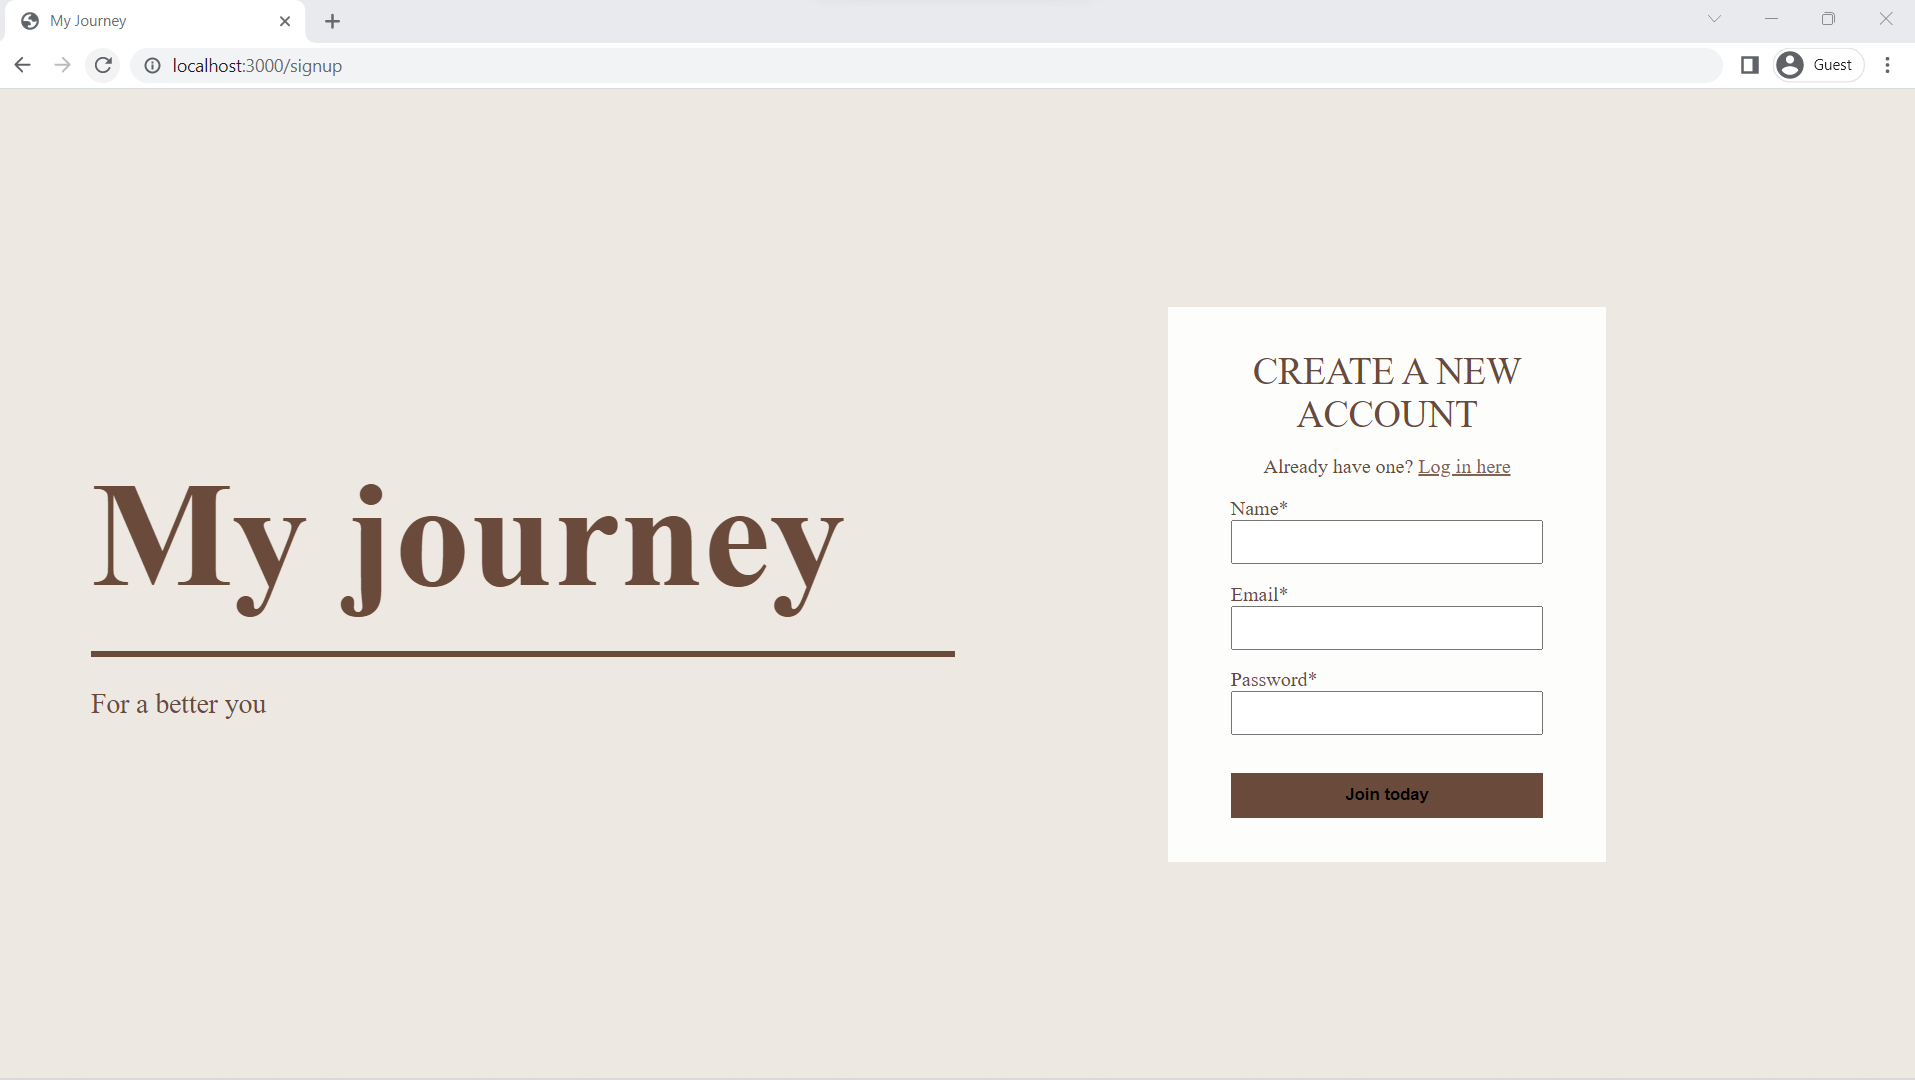 My Journey
localhost:3000/signup
Guest
My journey
For a better you
CREATE A NEW
ACCOUNT
Already have one? Log in here
Name*
Email*
Password*
Join today